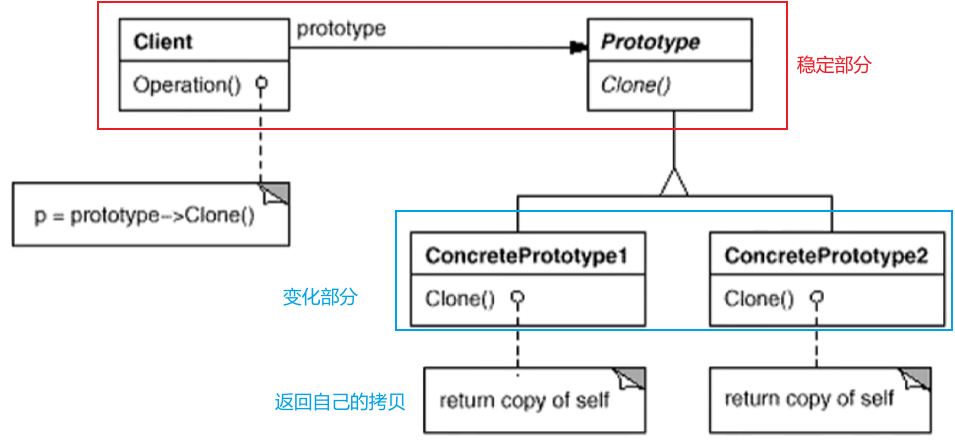 prototype
Client
Prototype
Operation()
Clone()
稳定部分
p = prototype->Clone()
ConcretePrototype1
ConcretePrototype2
Clone()
Clone()
变化部分
return copy of self
return copy of self
返回自己的拷贝